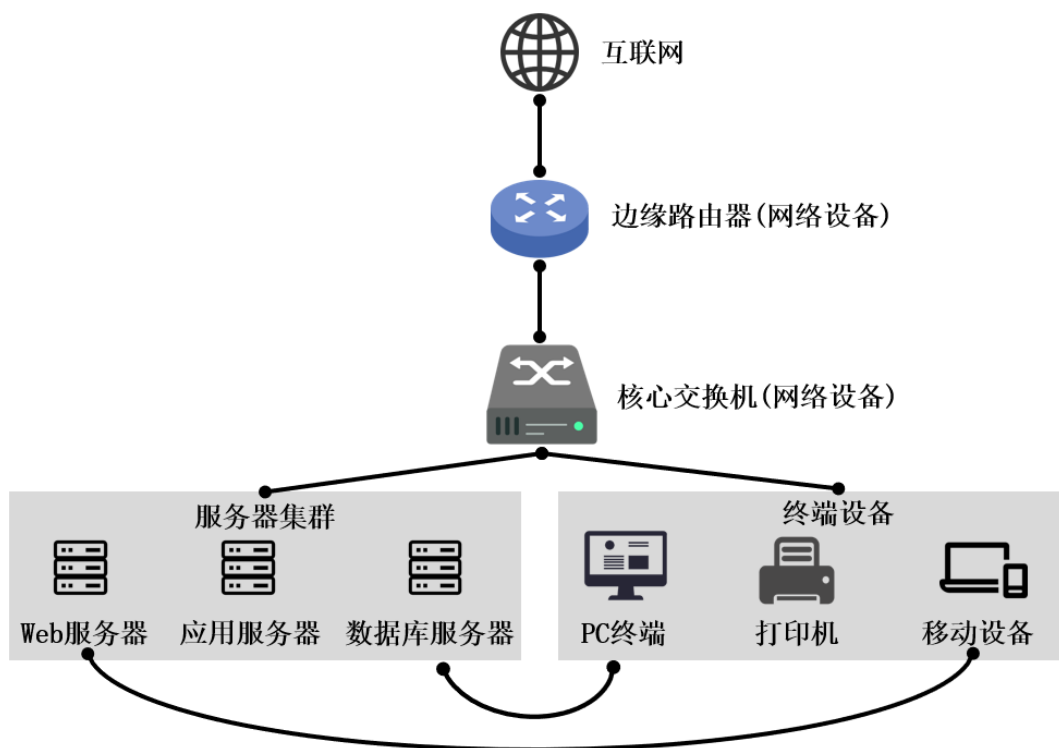 互联网
边缘路由器(网络设备)
核心交换机(网络设备)
服务器集群
终端设备
Web服务器
应用服务器
数据库服务器
PC终端
打印机
移动设备